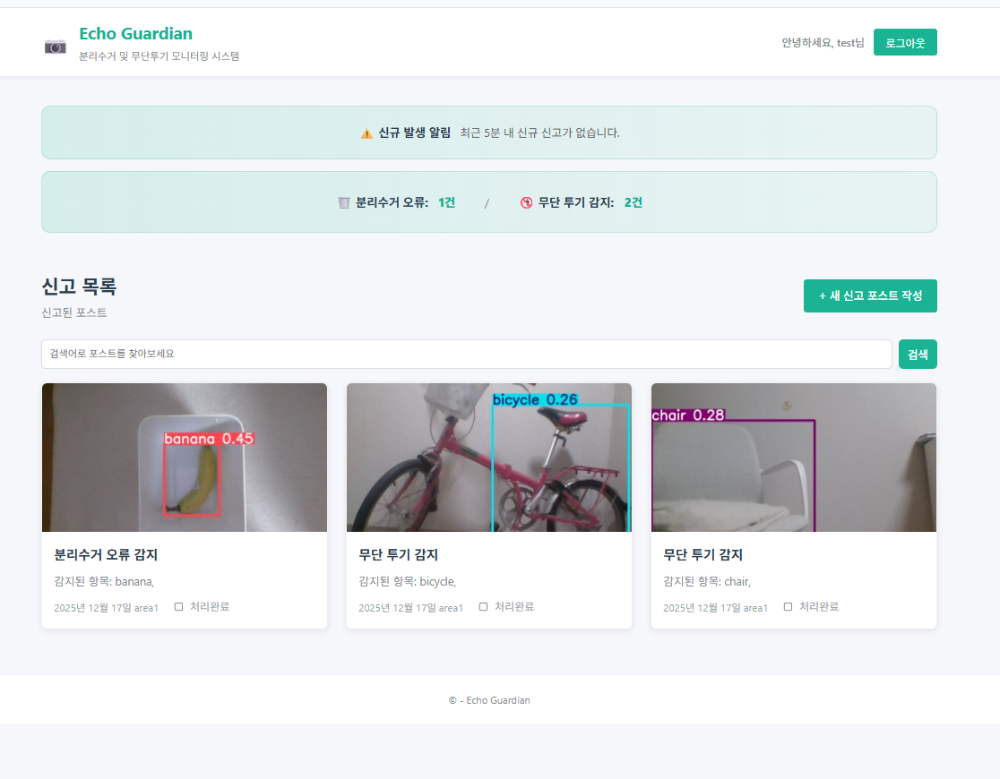 Echo Guardian
분리수거 및 무단투기 모니터링 시스템
안녕하세요, test님
로그아웃
신규 발생 알림 최근 5분 내 신규 신고가 없습니다.
분리수거 오류: 1건 / 무단 투기 감지: 2건
신고 목록
신고된 포스트
+ 새 신고 포스트 작성
검색어로 포스트를 찾아보세요
검색
banana 0.45
bicycle 0.26
chair 0.28
분리수거 오류 감지
감지된 항목: banana,
2025년 12월 17일 area1 처리완료
무단 투기 감지
감지된 항목: bicycle,
2025년 12월 17일 area1 처리완료
무단 투기 감지
감지된 항목: chair,
2025년 12월 17일 area1 처리완료
© - Echo Guardian